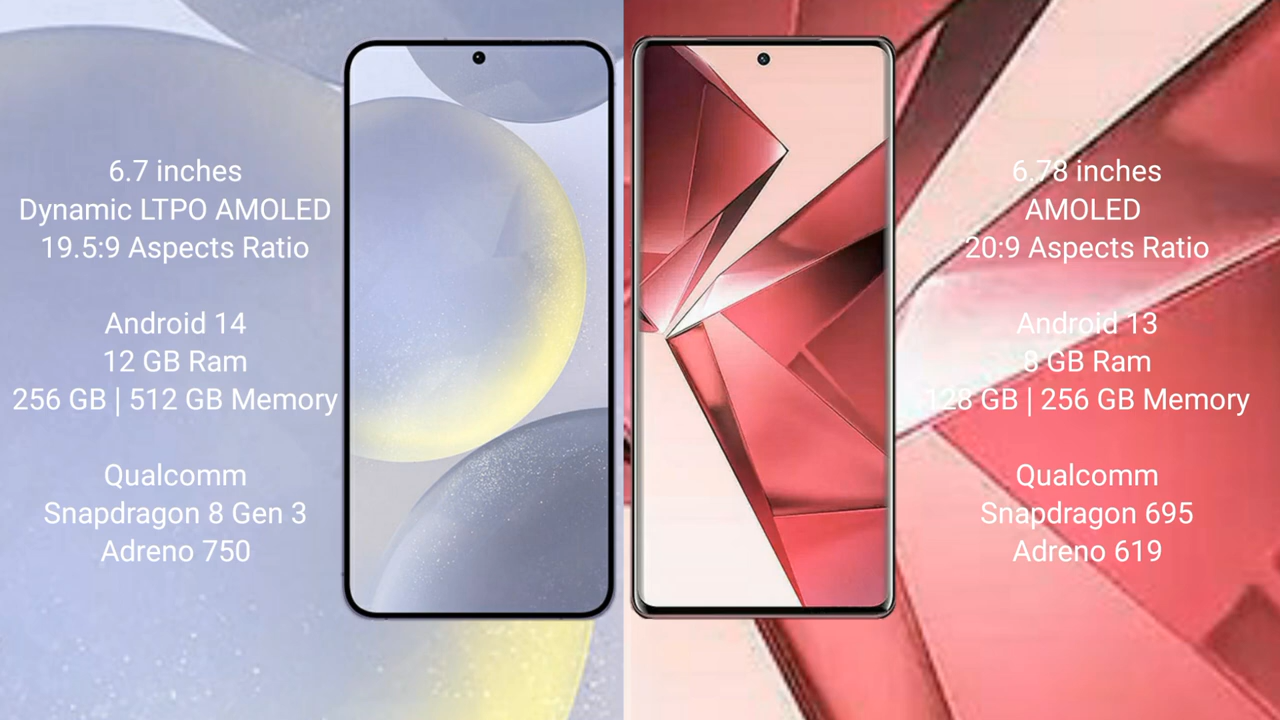 6.7 inches
Dynamic LTPO AMOLED
19.5:9 Aspects Ratio
Android 14
12 GB Ram
256 GB | 512 GB Memory
Qualcomm
Snapdragon 8 Gen 3
Adreno 750
6.78 inches
AMOLED
20:9 Aspects Ratio
Android 13
8 GB Ram
128 GB | 256 GB Memory
Qualcomm
Snapdragon 695
Adreno 619